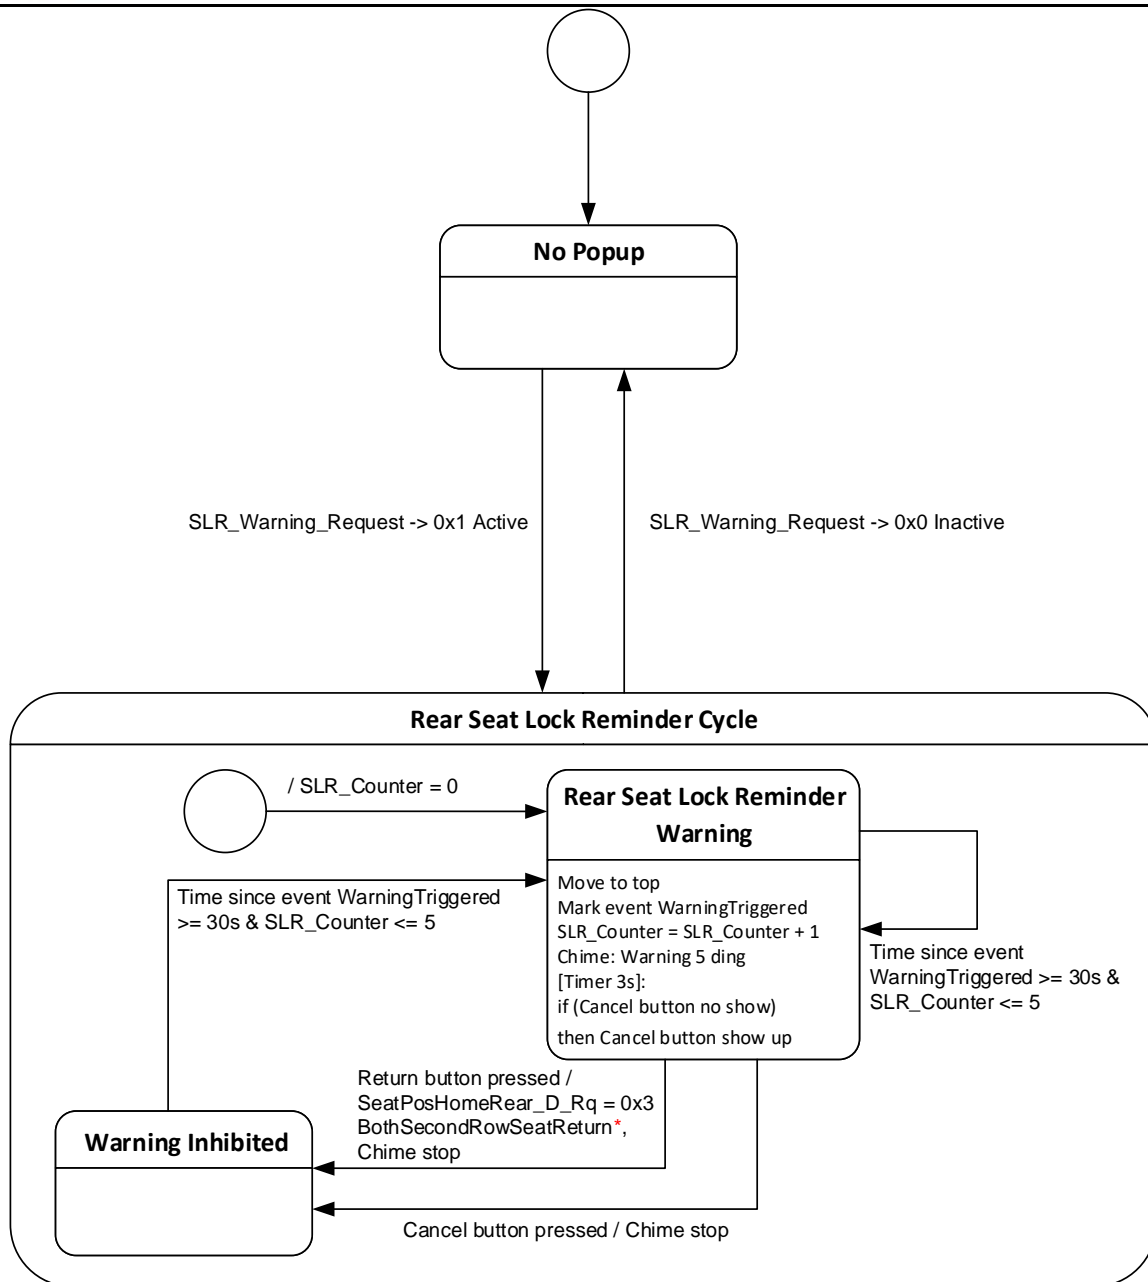 No Popup
SLR_Warning_Request -> 0x1 Active
SLR_Warning_Request -> 0x0 Inactive
Rear Seat Lock Reminder Cycle
/ SLR_Counter = 0
Rear Seat Lock Reminder
Warning
Move to top
Mark event WarningTriggered
SLR_Counter = SLR_Counter + 1
Chime: Warning 5 ding
[Timer 3s]:
if (Cancel button no show)
then Cancel button show up
Time since event WarningTriggered
>= 30s & SLR_Counter <= 5
Time since event
WarningTriggered >= 30s &
SLR_Counter <= 5
Return button pressed /
SeatPosHomeRear_D_Rq = 0x3
BothSecondRowSeatReturn*,
Chime stop
Warning Inhibited
Cancel button pressed / Chime stop